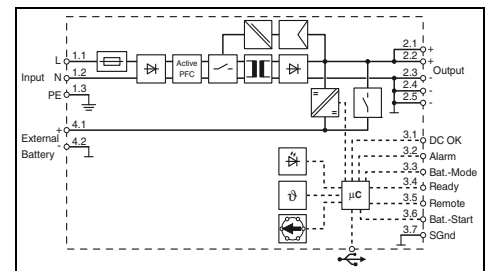 L 1.1
Input N 1.2
PE 1.3
Active
PFC
2.1 +
2.2 +
Output
2.3 -
2.4 -
2.5 -
External
Battery
+ 4.1
- 4.2
= =
ϑ
µC
3.1 DC OK
3.2 Alarm
3.3 Bat.-Mode
3.4 Ready
3.5 Remote
3.6 Bat.-Start
3.7 SGnd